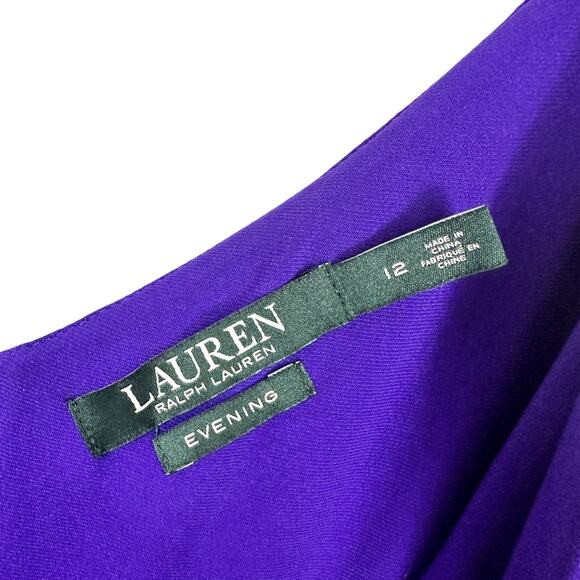 LAUREN
RALPH LAUREN
EVENING
12
MADE IN
CHINA
FABRIQUÉ EN
CHINE